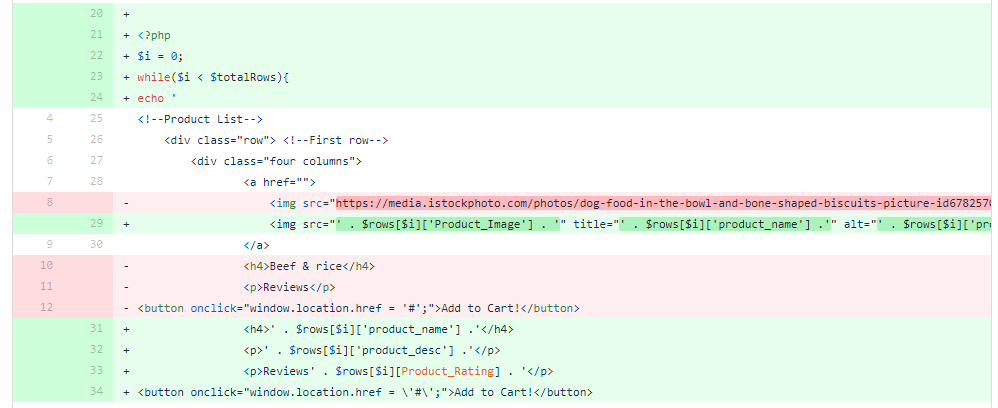 20 +
21 + <?php
22 + $i = 0;
23 + while($i < $totalRows){
24 + echo '
4 25 <!--Product List-->
5 26 <div class="row"> <!--First row-->
6 27 <div class="four columns">
7 28 <a href="">
8 - <img src="https://media.istockphoto.com/photos/dog-food-in-the-bowl-and-bone-shaped-biscuits-picture-id678257
29 + <img src="' . $rows[$i]['Product_Image'] . '" title="' . $rows[$i]['product_name'] .'" alt="' . $rows[$i]['pr
9 30 </a>
10 - <h4>Beef & rice</h4>
11 - <p>Reviews</p>
12 - <button onclick="window.location.href = '#';">Add to Cart!</button>
31 + <h4>' . $rows[$i]['product_name'] .'</h4>
32 + <p>' . $rows[$i]['product_desc'] .'</p>
33 + <p>Reviews' . $rows[$i][Product_Rating] . '</p>
34 + <button onclick="window.location.href = \'#\';">Add to Cart!</button>